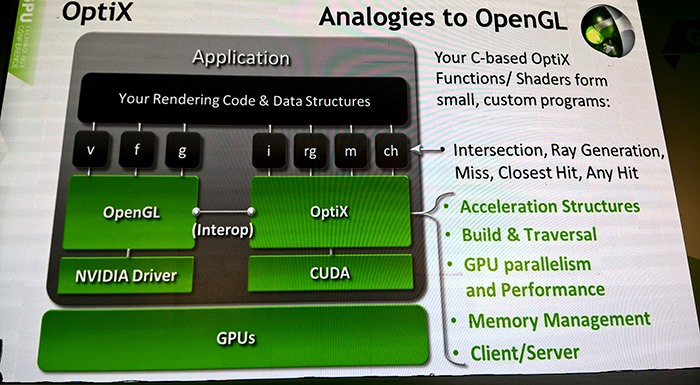 GPU TECHNOLOGY
CONFERENCE
OptiX
Analogies to OpenGL
Application
Your Rendering Code & Data Structures
v
f
g
i
rg
m
ch
OpenGL
(Interop)
OptiX
NVIDIA Driver
CUDA
GPUs
Your C-based OptiX
Functions/ Shaders form
small, custom programs:
• Intersection, Ray Generation,
Miss, Closest Hit, Any Hit
• Acceleration Structures
• Build & Traversal
• GPU parallelism
and Performance
• Memory Management
• Client/Server